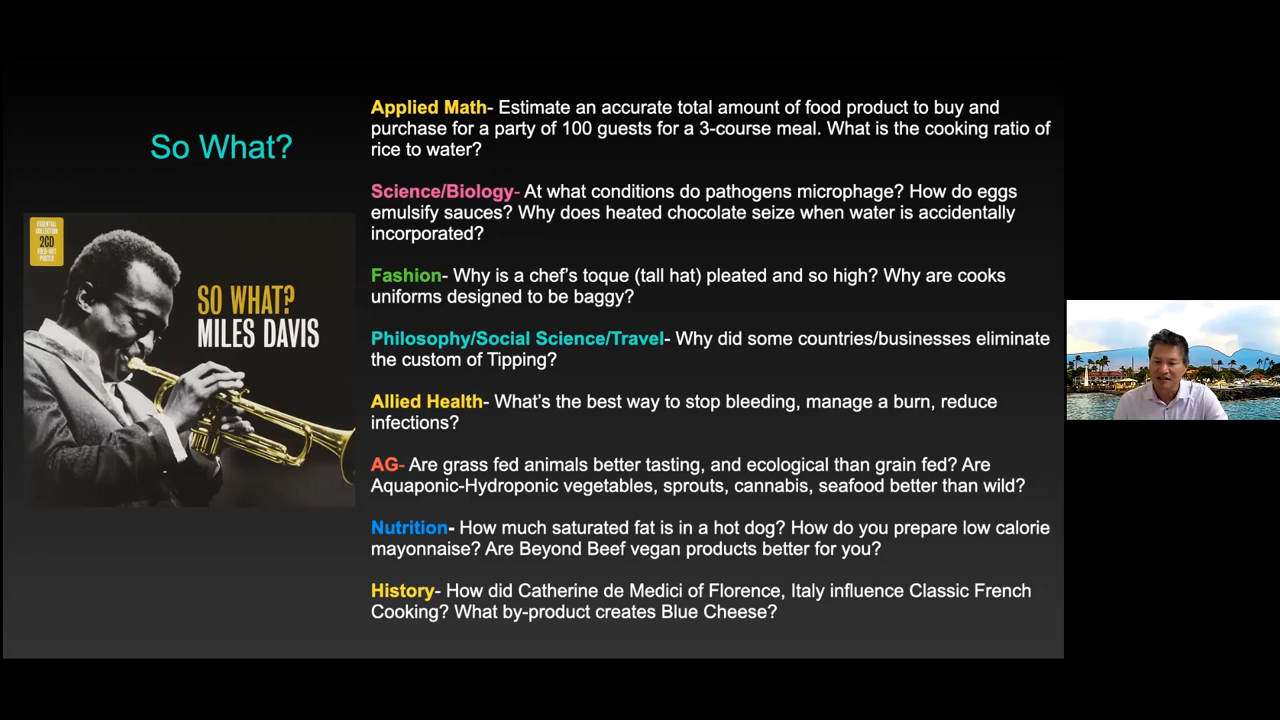 So What?
ESSENTIAL
COLLECTION
2CD
FOLD-OUT
POSTER
SO WHAT?
MILES DAVIS
Applied Math- Estimate an accurate total amount of food product to buy and
purchase for a party of 100 guests for a 3-course meal. What is the cooking ratio of
rice to water?
Science/Biology- At what conditions do pathogens microphage? How do eggs
emulsify sauces? Why does heated chocolate seize when water is accidentally
incorporated?
Fashion- Why is a chef’s toque (tall hat) pleated and so high? Why are cooks
uniforms designed to be baggy?
Philosophy/Social Science/Travel- Why did some countries/businesses eliminate
the custom of Tipping?
Allied Health- What’s the best way to stop bleeding, manage a burn, reduce
infections?
AG- Are grass fed animals better tasting, and ecological than grain fed? Are
Aquaponic-Hydroponic vegetables, sprouts, cannabis, seafood better than wild?
Nutrition- How much saturated fat is in a hot dog? How do you prepare low calorie
mayonnaise? Are Beyond Beef vegan products better for you?
History- How did Catherine de Medici of Florence, Italy influence Classic French
Cooking? What by-product creates Blue Cheese?